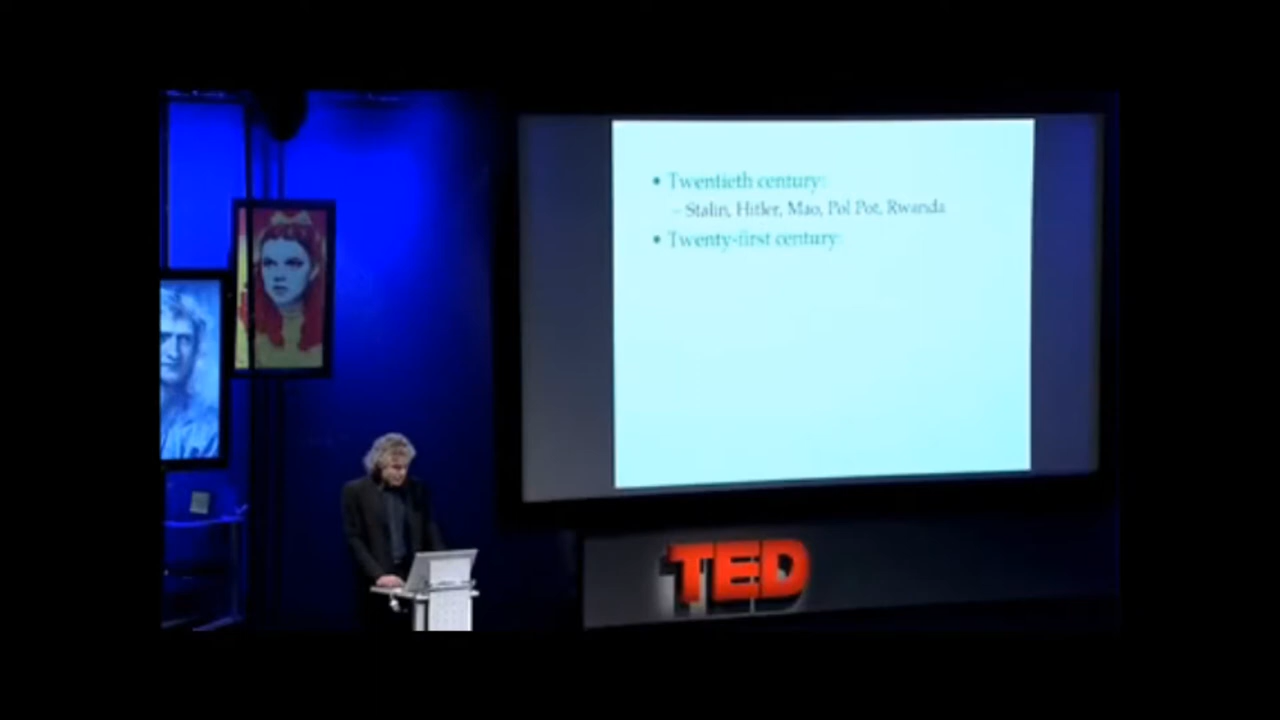 • Twentieth century:
– Stalin, Hitler, Mao, Pol Pot, Rwanda
• Twenty-first century:
TED